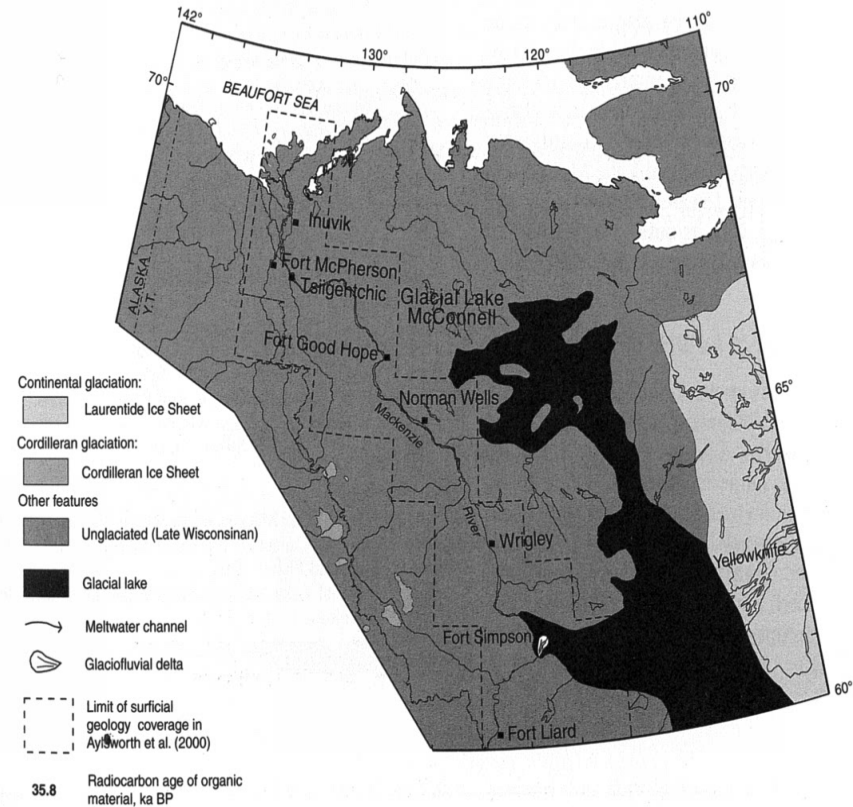 142°
130°
120°
110°
70°
70°
BEAUFORT SEA
Inuvik
ALASKA
Y.T.
Fort McPherson
Tsiigehtchic
Glacial Lake
McConnell
Fort Good Hope
65°
Norman Wells
Mackenzie
River
Wrigley
Yellowknife
Fort Simpson
60°
Fort Liard
Continental glaciation:
Laurentide Ice Sheet
Cordilleran glaciation:
Cordilleran Ice Sheet
Other features
Unglaciated (Late Wisconsinan)
Glacial lake
Meltwater channel
Glaciofluvial delta
Limit of surficial
geology coverage in
Aylsworth et al. (2000)
35.8 Radiocarbon age of organic
material, ka BP